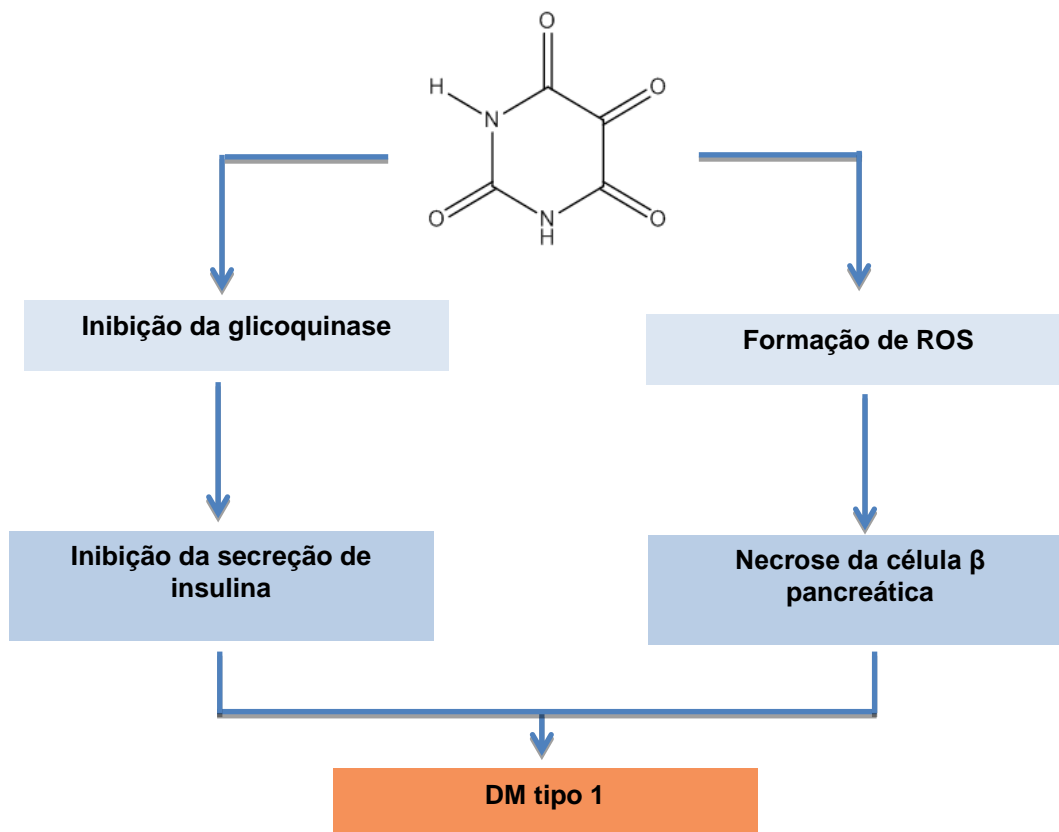 O
H
O
N
O
N
H
O
Inibição da glicoquinase
Formação de ROS
Inibição da secreção de
insulina
Necrose da célula β
pancreática
DM tipo 1